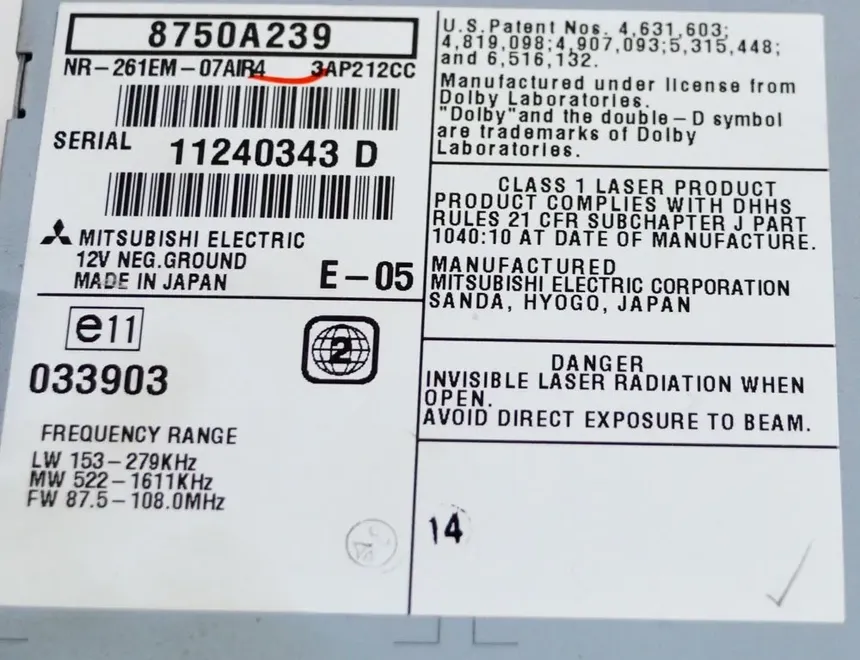 8750A239
NR-261EM-07AIR4 3AP212CC
SERIAL 11240343 D
MITSUBISHI ELECTRIC
12V NEG.GROUND
MADE IN JAPAN E-05
e11
2
033903
FREQUENCY RANGE
LW 153-279KHz
MW 522-1611KHz
FW 87.5-108.0MHz
U.S.Patent Nos. 4,631,603;
4,819,098;4,907,093;5,315,448;
and 6,516,132.
Manufactured under license from
Dolby Laboratories.
"Dolby"and the double-D symbol
are trademarks of Dolby
Laboratories.
CLASS 1 LASER PRODUCT
PRODUCT COMPLIES WITH DHHS
RULES 21 CFR SUBCHAPTER J PART
1040:10 AT DATE OF MANUFACTURE.
MANUFACTURED
MITSUBISHI ELECTRIC CORPORATION
SANDA, HYOGO, JAPAN
DANGER
INVISIBLE LASER RADIATION WHEN
OPEN.
AVOID DIRECT EXPOSURE TO BEAM.
14